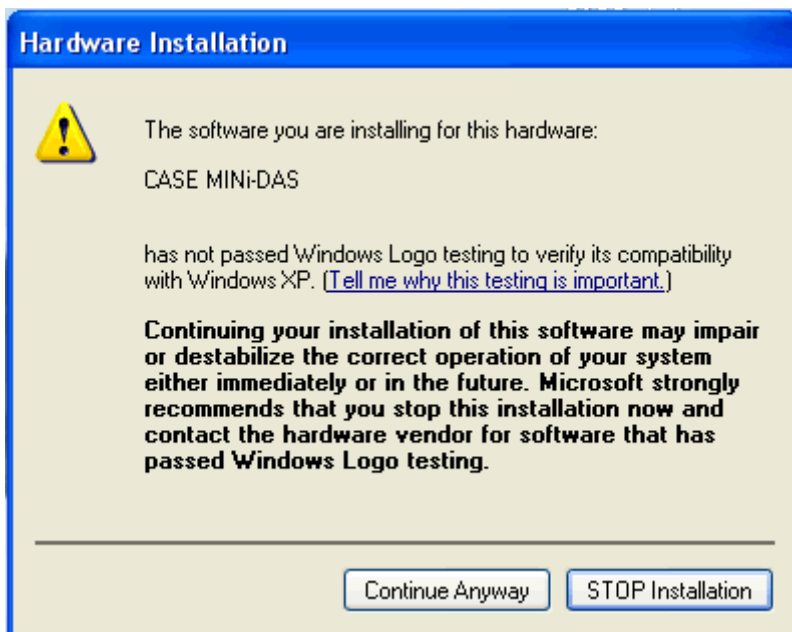 Hardware Installation
The software you are installing for this hardware:
CASE MINi-DAS
has not passed Windows Logo testing to verify its compatibility
with Windows XP. (Tell me why this testing is important.)
Continuing your installation of this software may impair
or destabilize the correct operation of your system
either immediately or in the future. Microsoft strongly
recommends that you stop this installation now and
contact the hardware vendor for software that has
passed Windows Logo testing.
Continue Anyway
STOP Installation